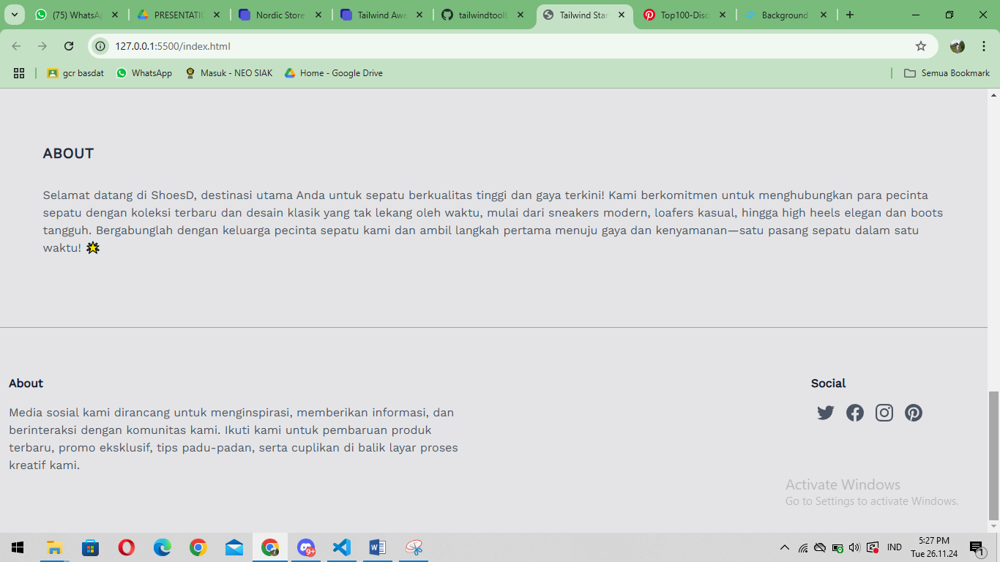 (75) WhatsA
PRESENTATIO
Nordic Store
Tailwind Awe
tailwindtoolb
Tailwind Star
Top100-Disc
Background
127.0.0.1:5500/index.html
gcr basdat
WhatsApp
Masuk - NEO SIAK
Home - Google Drive
Semua Bookmark
ABOUT
Selamat datang di ShoesD, destinasi utama Anda untuk sepatu berkualitas tinggi dan gaya terkini! Kami berkomitmen untuk menghubungkan para pecinta
sepatu dengan koleksi terbaru dan desain klasik yang tak lekang oleh waktu, mulai dari sneakers modern, loafers kasual, hingga high heels elegan dan boots
tangguh. Bergabunglah dengan keluarga pecinta sepatu kami dan ambil langkah pertama menuju gaya dan kenyamanan—satu pasang sepatu dalam satu
waktu! 🌟
About
Media sosial kami dirancang untuk menginspirasi, memberikan informasi, dan
berinteraksi dengan komunitas kami. Ikuti kami untuk pembaruan produk
terbaru, promo eksklusif, tips padu-padan, serta cuplikan di balik layar proses
kreatif kami.
Social
Activate Windows
Go to Settings to activate Windows.
9+
IND
5:27 PM
Tue 26.11.24
1